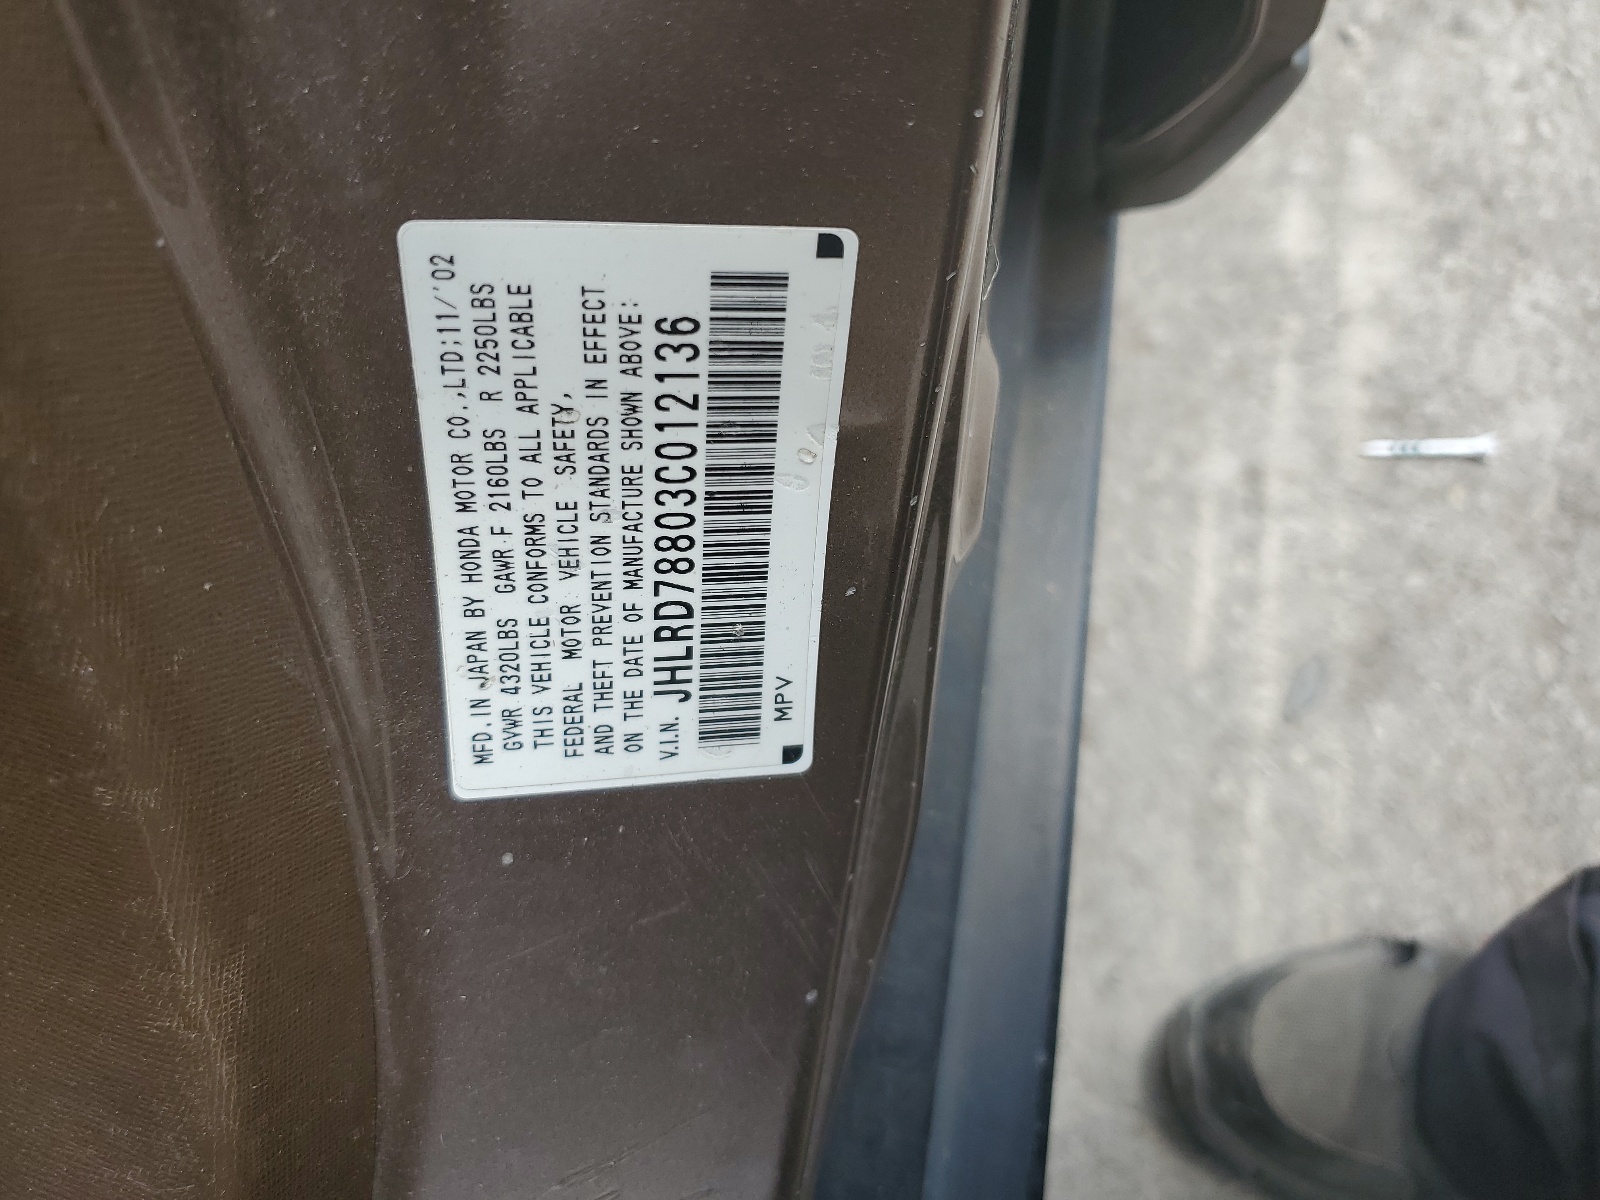 MFD. IN JAPAN BY HONDA MOTOR CO.,LTD;11/'02
GVWR 4320LBS GAWR F 2160LBS R 2250LBS
THIS VEHICLE CONFORMS TO ALL APPLICABLE
FEDERAL MOTOR VEHICLE SAFETY,
AND THEFT PREVENTION STANDARDS IN EFFECT
ON THE DATE OF MANUFACTURE SHOWN ABOVE:
V.I.N. JHLRD78803C012136
MPV